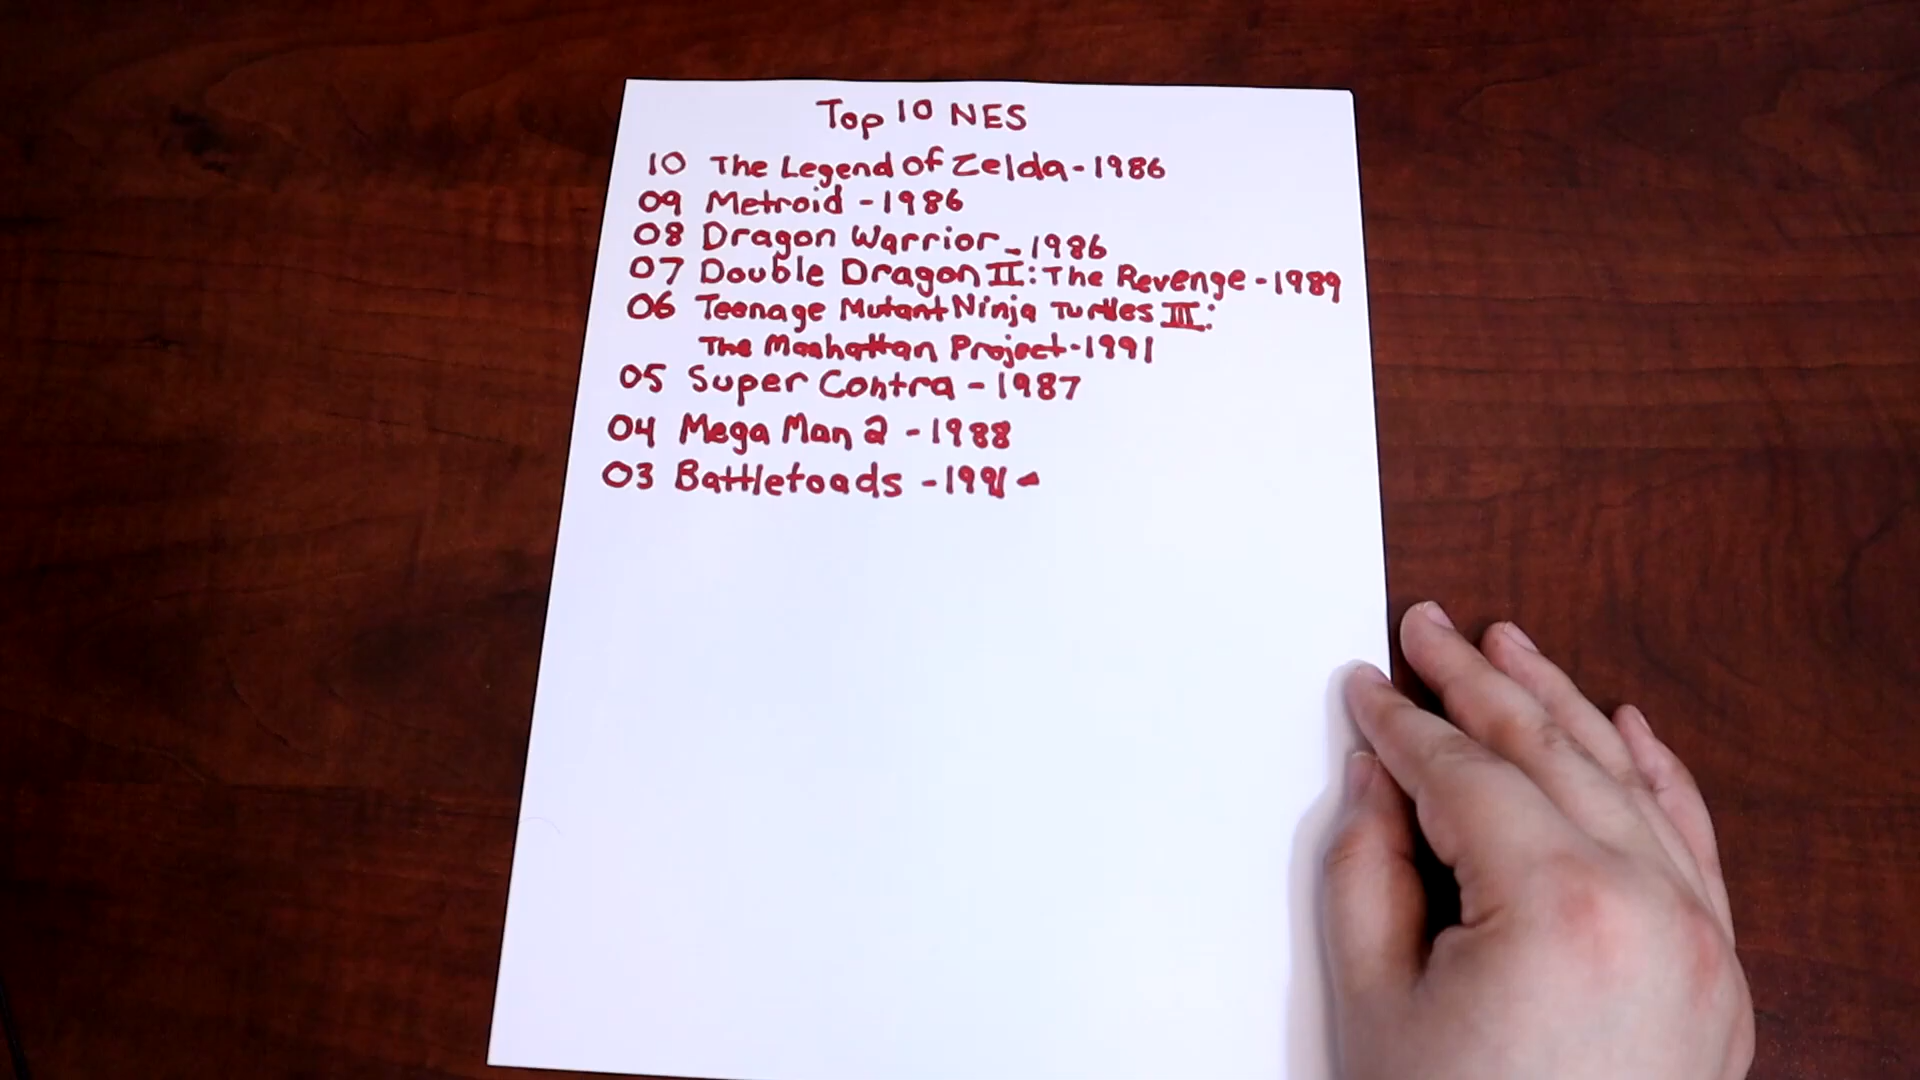 Top 10 NES
10 The Legend Of Zelda - 1986
09 Metroid - 1986
08 Dragon Warrior - 1986
07 Double Dragon II: The Revenge - 1989
06 Teenage Mutant Ninja Turtles III:
The Manhattan Project - 1991
05 Super Contra - 1987
04 Mega Man 2 - 1988
03 Battletoads - 1991 -